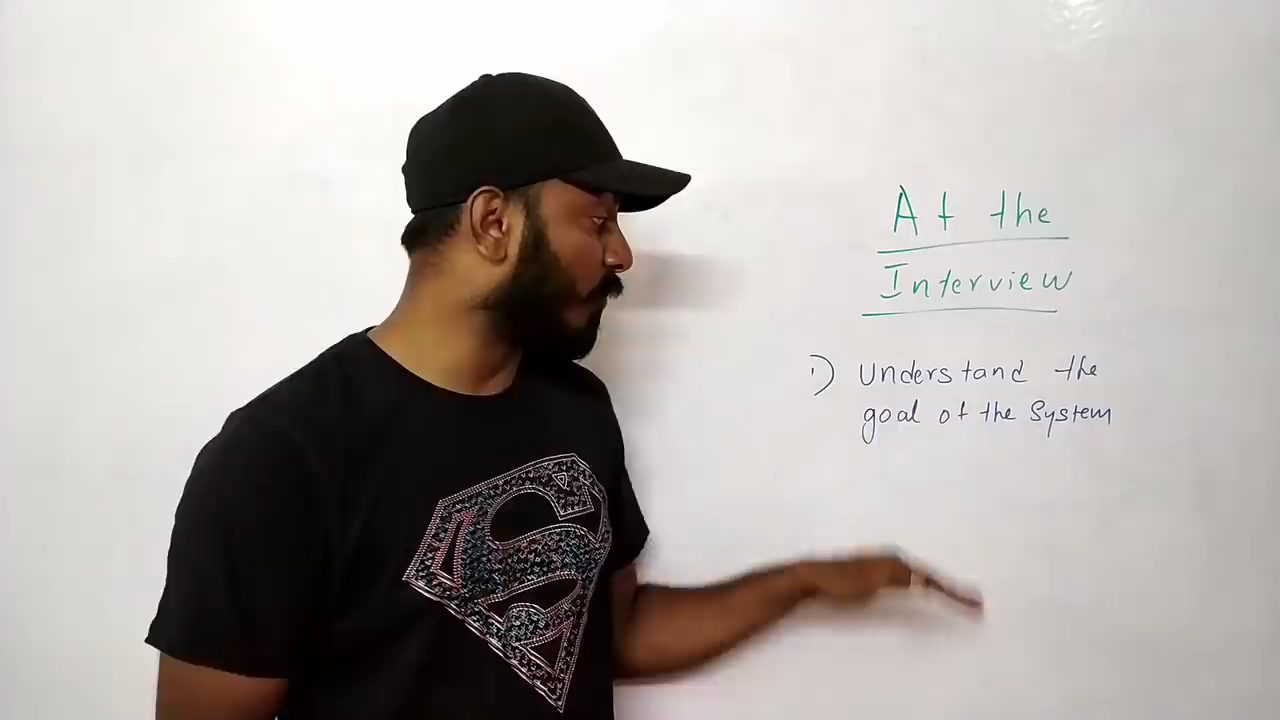 At the
Interview
1) Understand the
goal of the System